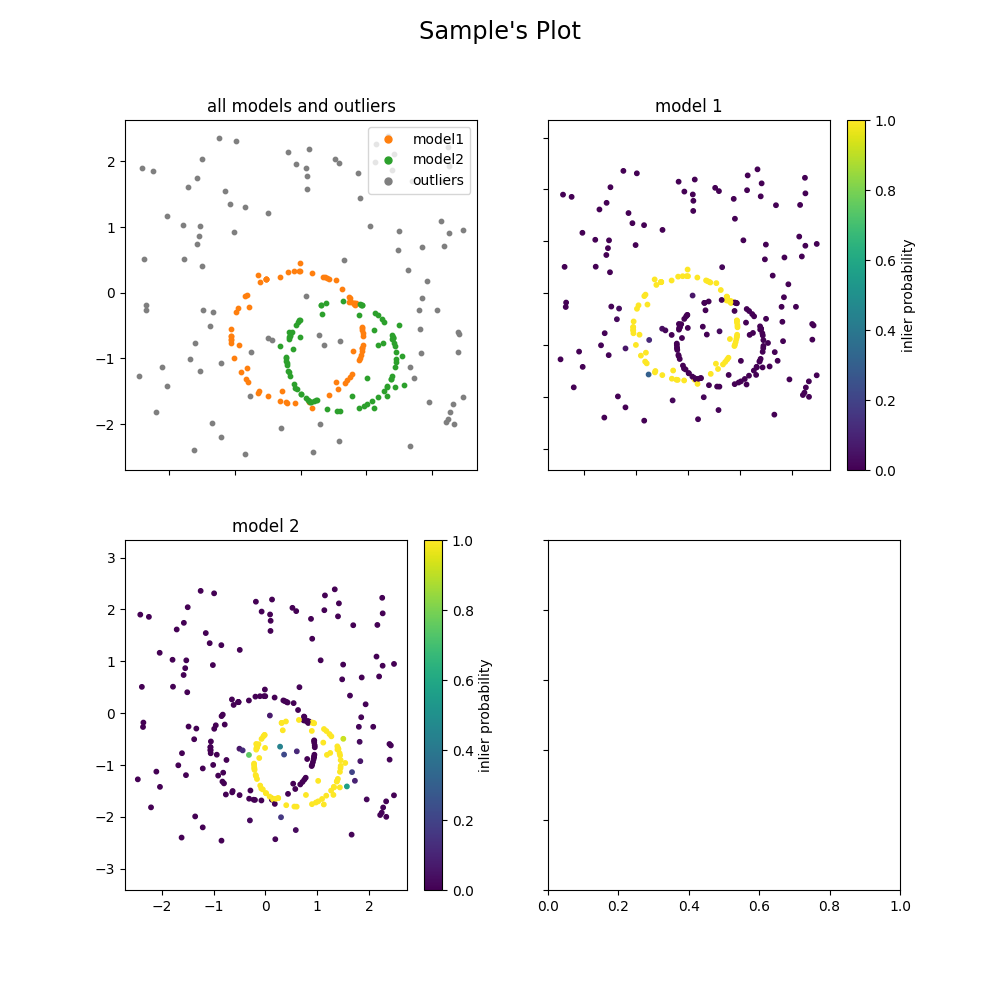 Sample's Plot
all models and outliers
model1
model2
outliers
2
1
0
−1
−2
model 1
1.0
0.8
0.6
0.4
0.2
0.0
inlier probability
model 2
3
2
1
0
−1
−2
−3
−2 −1 0 1 2
1.0
0.8
0.6
0.4
0.2
0.0
inlier probability
0.0 0.2 0.4 0.6 0.8 1.0